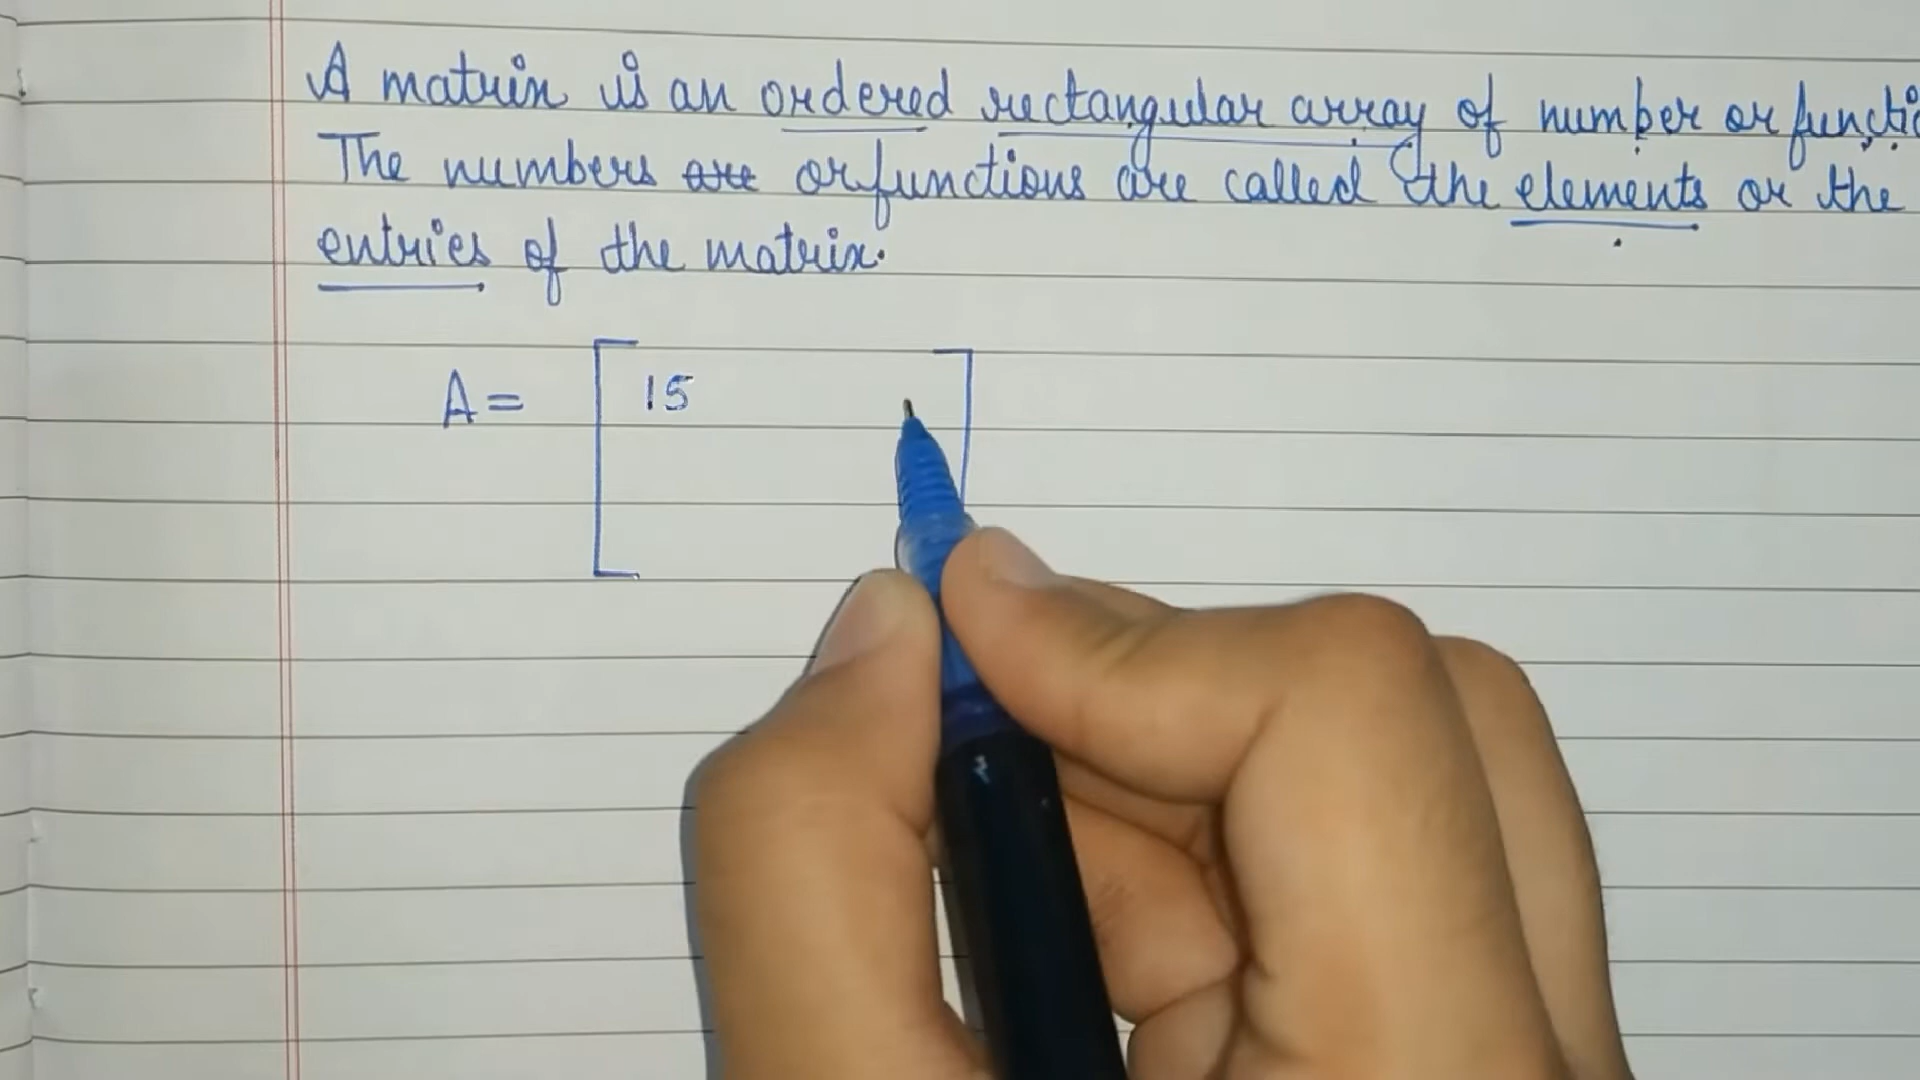 A matrix is an ordered rectangular array of number or functio
The numbers are or functions are called the elements or the
entries of the matrix.
A = [ 15 ]